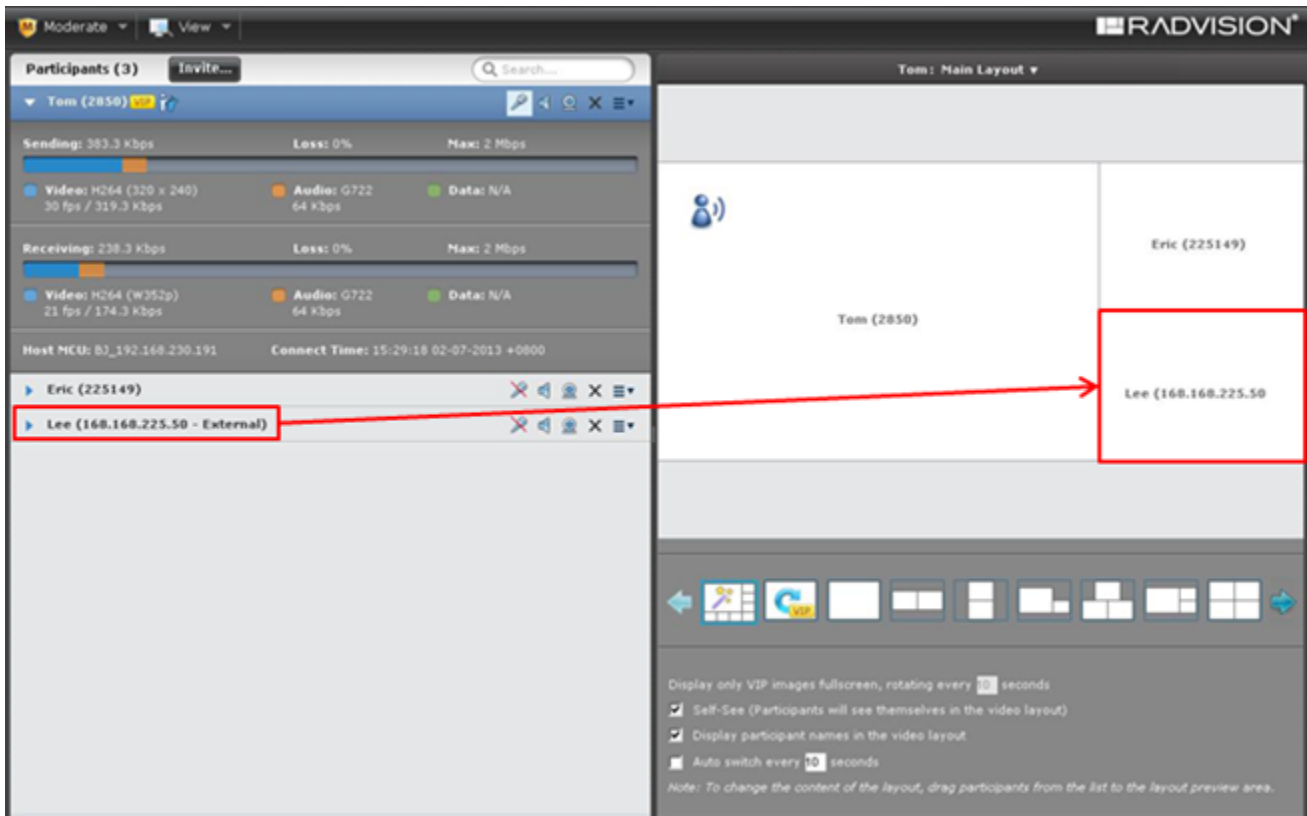 Moderate View RADVISION
Participants (3) Invite... Search.... Tom: Main Layout
Tom (2850) VIP
Sending: 383.3 Kbps Loss: 0% Max: 2 Mbps
Video: H264 (320 x 240) Audio: G722 Data: N/A
30 fps / 319.3 Kbps 64 Kbps
Receiving: 238.3 Kbps Loss: 0% Max: 2 Mbps
Video: H264 (W352p) Audio: G722 Data: N/A
21 fps / 174.3 Kbps 64 Kbps
Host MCU: BJ_192.168.230.191 Connect Time: 15:29:18 02-07-2013 +0800
Eric (225149)
Lee (168.168.225.50 - External)
Tom (2850)
Eric (225149)
Lee (168.168.225.50
VIP
Display only VIP images fullscreen, rotating every 10 seconds
Self-See (Participants will see themselves in the video layout)
Display participant names in the video layout
Auto switch every 10 seconds
Note: To change the content of the layout, drag participants from the list to the layout preview area.